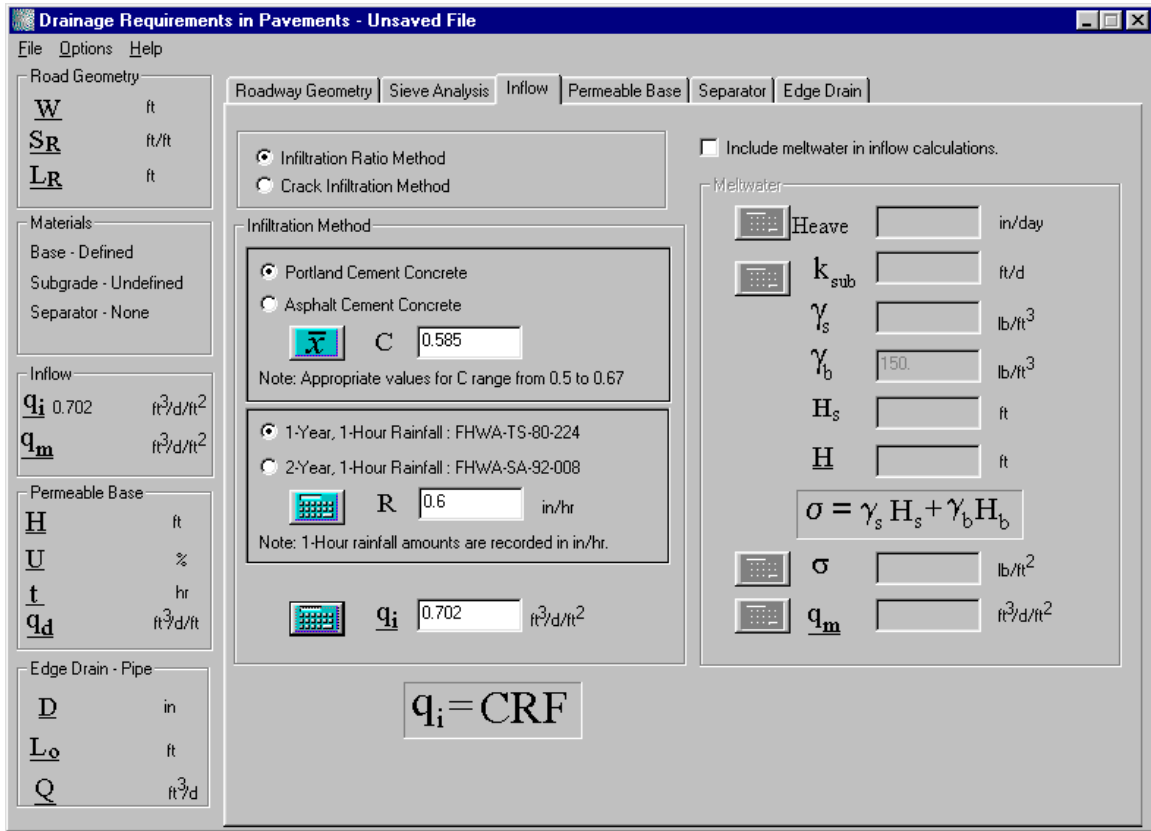 Drainage Requirements in Pavements - Unsaved File
File Options Help
Road Geometry
W ft
SR ft/ft
LR ft
Materials
Base - Defined
Subgrade - Undefined
Separator - None
Inflow
qi 0.702 ft3/d/ft2
qm ft3/d/ft2
Permeable Base
H ft
U %
t hr
qd ft3/d/ft
Edge Drain - Pipe
D in
Lo ft
Q ft3/d
Roadway Geometry Sieve Analysis Inflow Permeable Base Separator Edge Drain
Infiltration Ratio Method
Crack Infiltration Method
Infiltration Method
Portland Cement Concrete
Asphalt Cement Concrete
x̄ C 0.585
Note: Appropriate values for C range from 0.5 to 0.67
1-Year, 1-Hour Rainfall : FHWA-TS-80-224
2-Year, 1-Hour Rainfall : FHWA-SA-92-008
R 0.6 in/hr
Note: 1-Hour rainfall amounts are recorded in in/hr.
qi 0.702 ft3/d/ft2
qi = CRF
Include meltwater in inflow calculations.
Meltwater
Heave in/day
ksub ft/d
γs lb/ft3
γb 150. lb/ft3
Hs ft
H ft
σ = γs Hs + γb Hb
σ lb/ft2
qm ft3/d/ft2